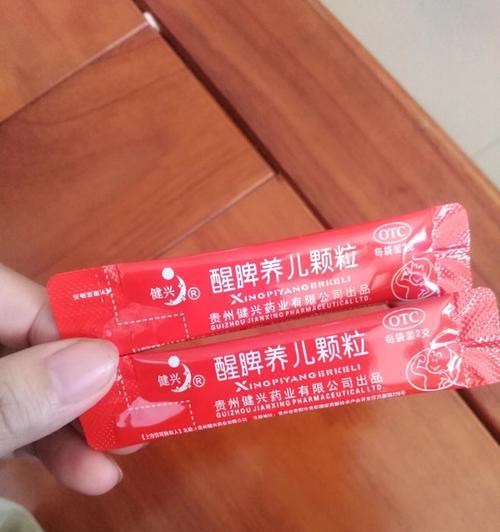 OTC
每袋装2克
健兴
®
醒脾养儿颗粒
XINGPIYANGERKELI
贵州健兴药业有限公司出品
GUIZHOU JIANXING PHARMACEUTICAL CO.,LTD.
OTC
每袋装2克
健兴
®
醒脾养儿颗粒
XINGPIYANGERKELI
贵州健兴药业有限公司出品
GUIZHOU JIANXING PHARMACEUTICAL CO.,LTD.